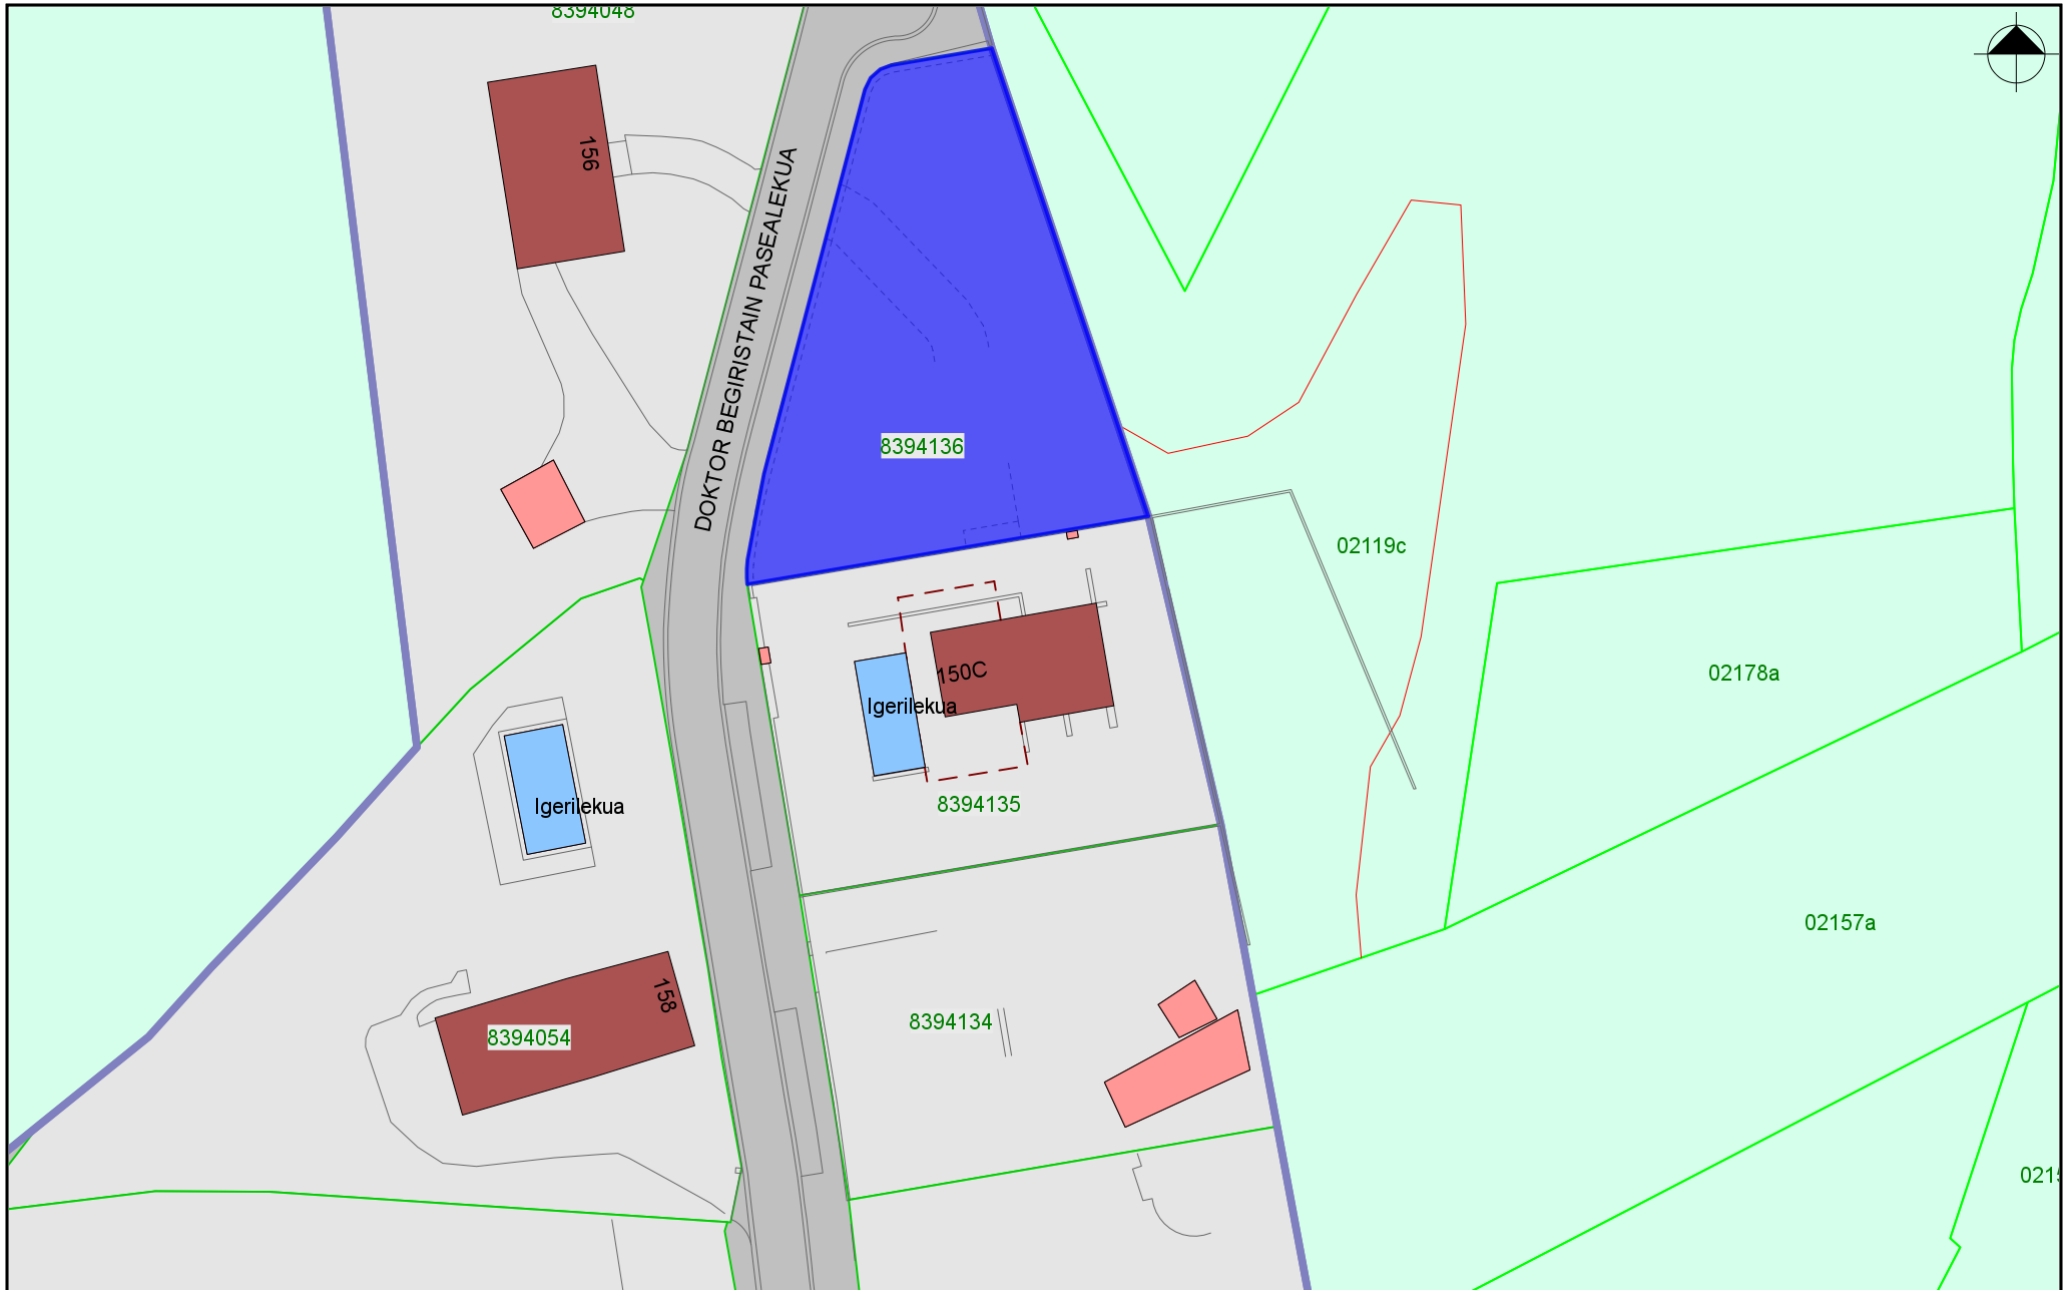 8394048
156
DOKTOR BEGIRISTAIN PASEALEKUA
8394136
02119c
150C
Igerilekua
02178a
Igerilekua
8394135
02157a
158
8394134
8394054